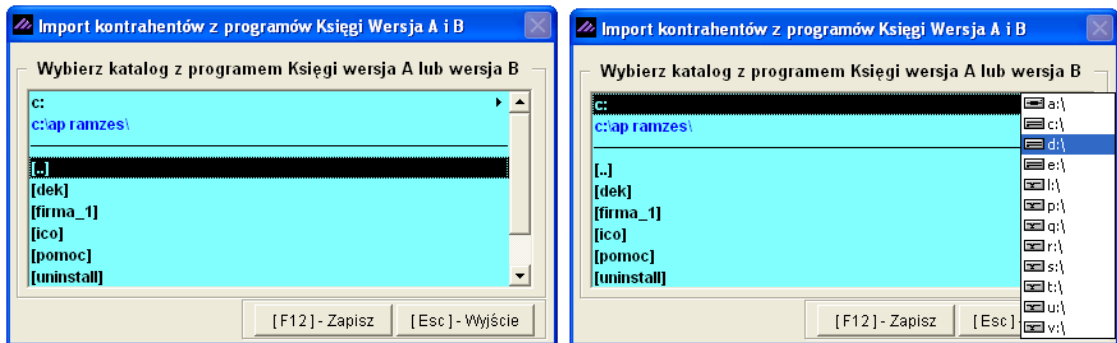 Import kontrahentów z programów Księgi Wersja A i B
Wybierz katalog z programem Księgi wersja A lub wersja B
c:
c:\ap ramzes\
[..]
[dek]
[firma_1]
[ico]
[pomoc]
[uninstall]
[F12] - Zapisz
[Esc] - Wyjście
Import kontrahentów z programów Księgi Wersja A i B
Wybierz katalog z programem Księgi wersja A lub wersja B
c:
c:\ap ramzes\
[..]
[dek]
[firma_1]
[ico]
[pomoc]
[uninstall]
a:\
c:\
d:\
e:\
l:\
p:\
q:\
r:\
s:\
t:\
u:\
v:\
[F12] - Zapisz
[Esc] -